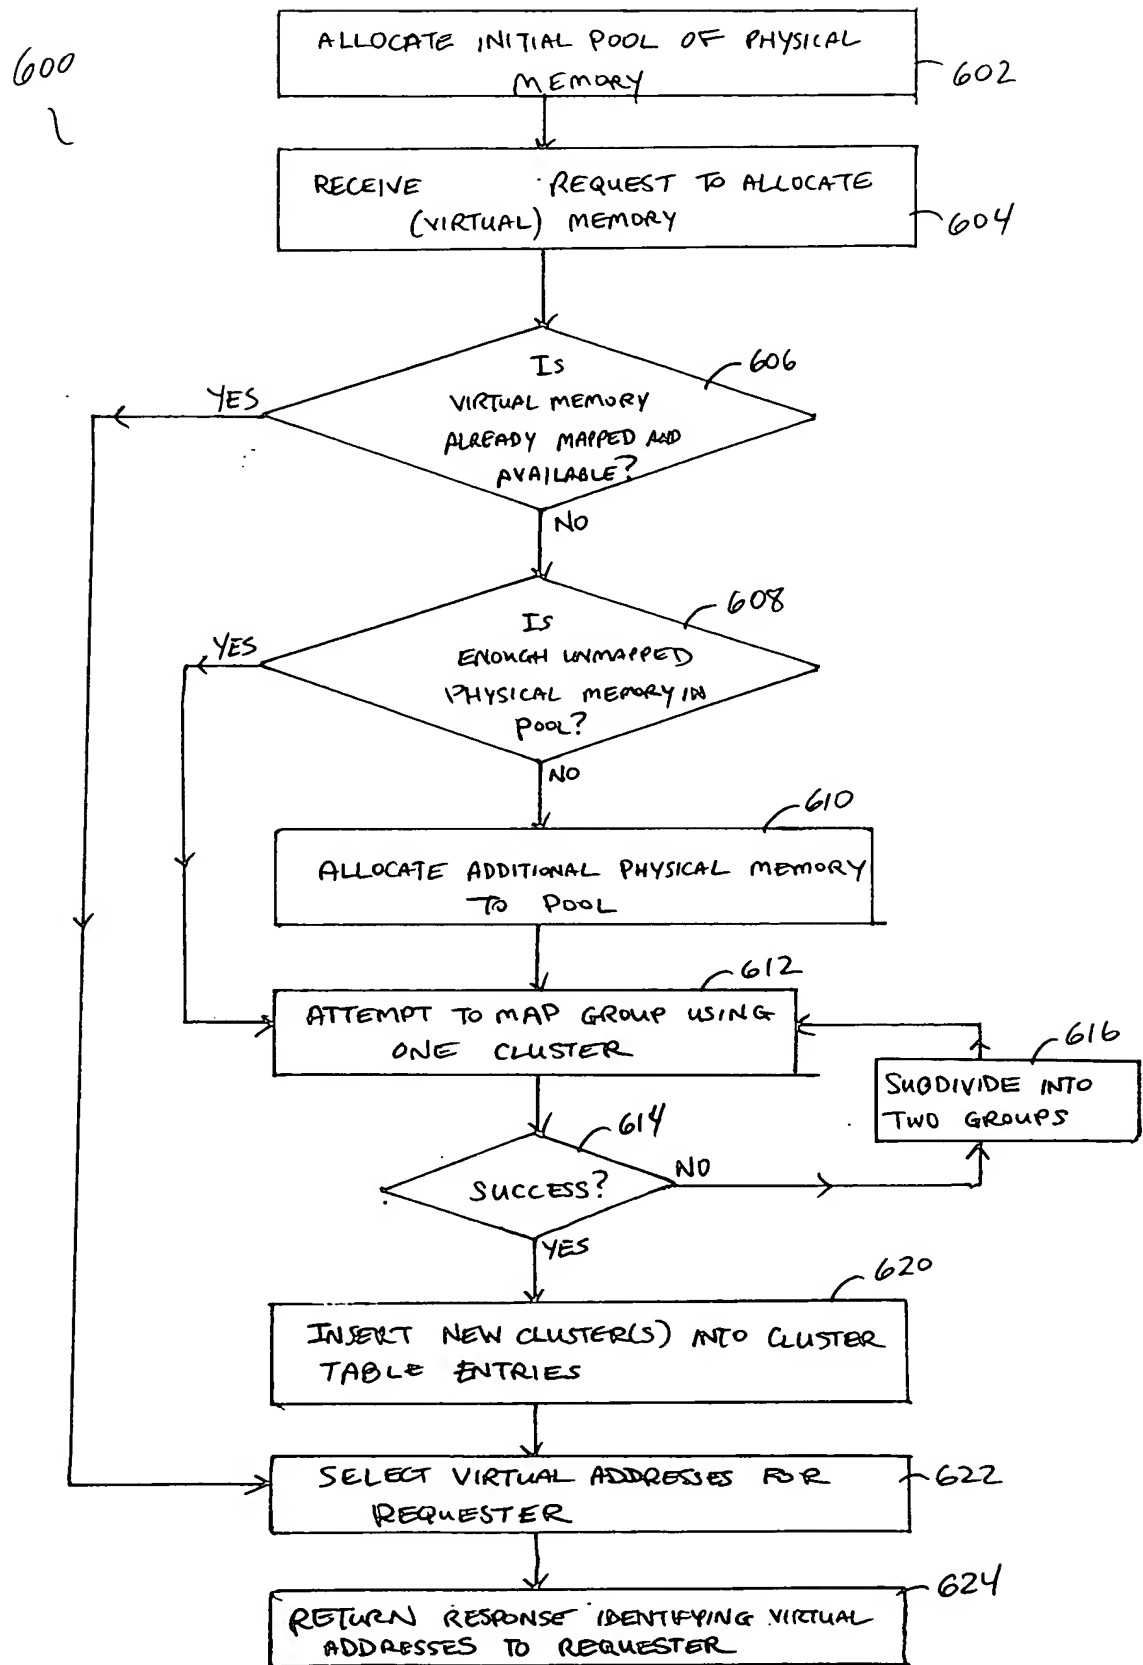 600
ALLOCATE INITIAL POOL OF PHYSICAL
MEMORY
602
RECEIVE REQUEST TO ALLOCATE
(VIRTUAL) MEMORY
604
606
Is
VIRTUAL MEMORY
ALREADY MAPPED AND
AVAILABLE?
YES
NO
608
Is
ENOUGH UNMAPPED
PHYSICAL MEMORY IN
POOL?
YES
NO
610
ALLOCATE ADDITIONAL PHYSICAL MEMORY
TO POOL
612
ATTEMPT TO MAP GROUP USING
ONE CLUSTER
616
SUBDIVIDE INTO
TWO GROUPS
614
SUCCESS?
NO
YES
620
INSERT NEW CLUSTER(S) INTO CLUSTER
TABLE ENTRIES
SELECT VIRTUAL ADDRESSES FOR
REQUESTER
622
624
RETURN RESPONSE IDENTIFYING VIRTUAL
ADDRESSES TO REQUESTER